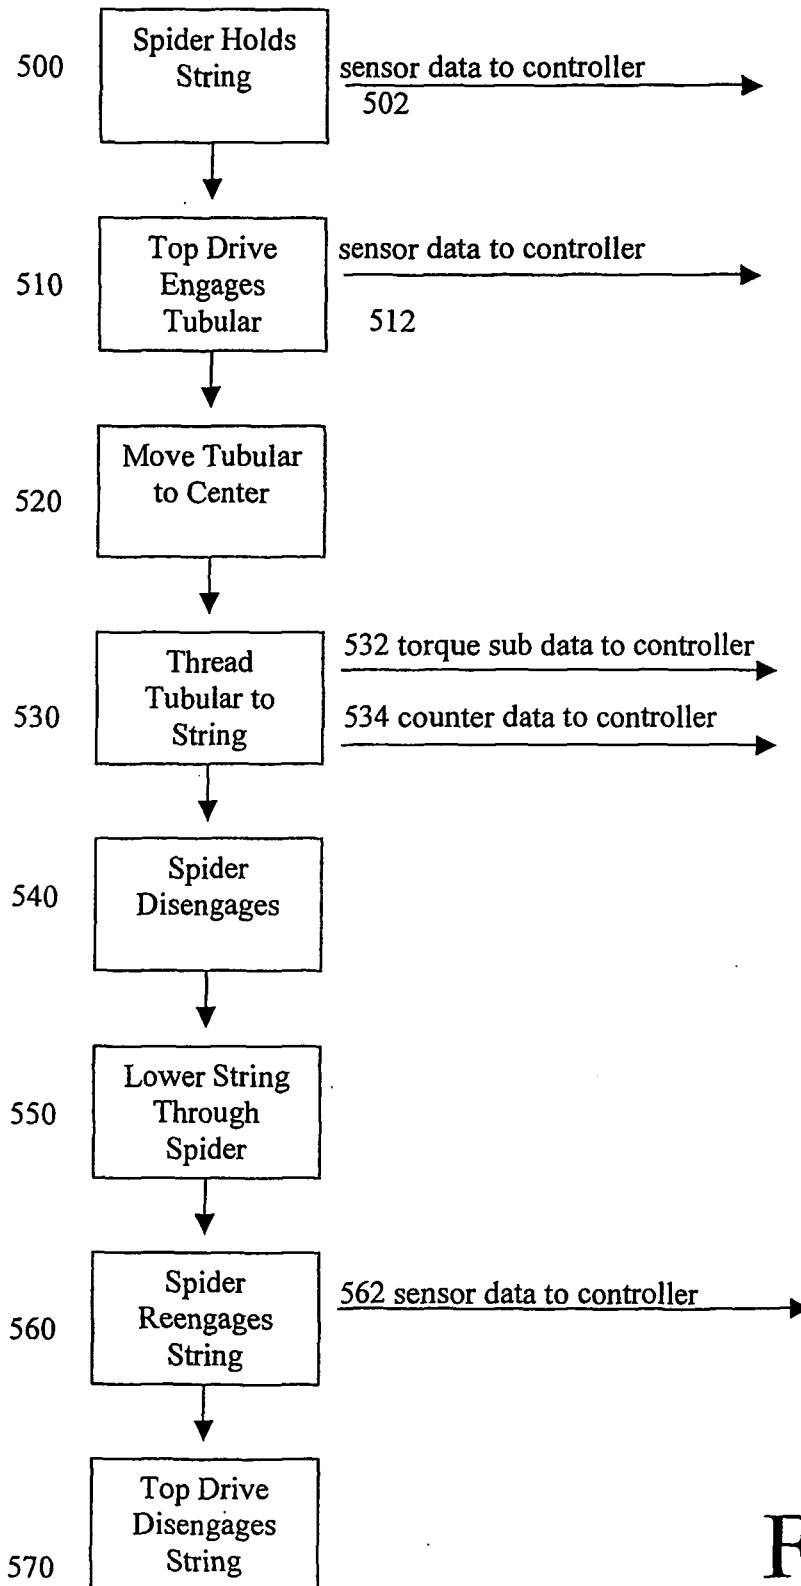 500
Spider Holds
String
sensor data to controller
502
510
Top Drive
Engages
Tubular
sensor data to controller
512
520
Move Tubular
to Center
530
Thread
Tubular to
String
532 torque sub data to controller
534 counter data to controller
540
Spider
Disengages
550
Lower String
Through
Spider
560
Spider
Reengages
String
562 sensor data to controller
570
Top Drive
Disengages
String
F